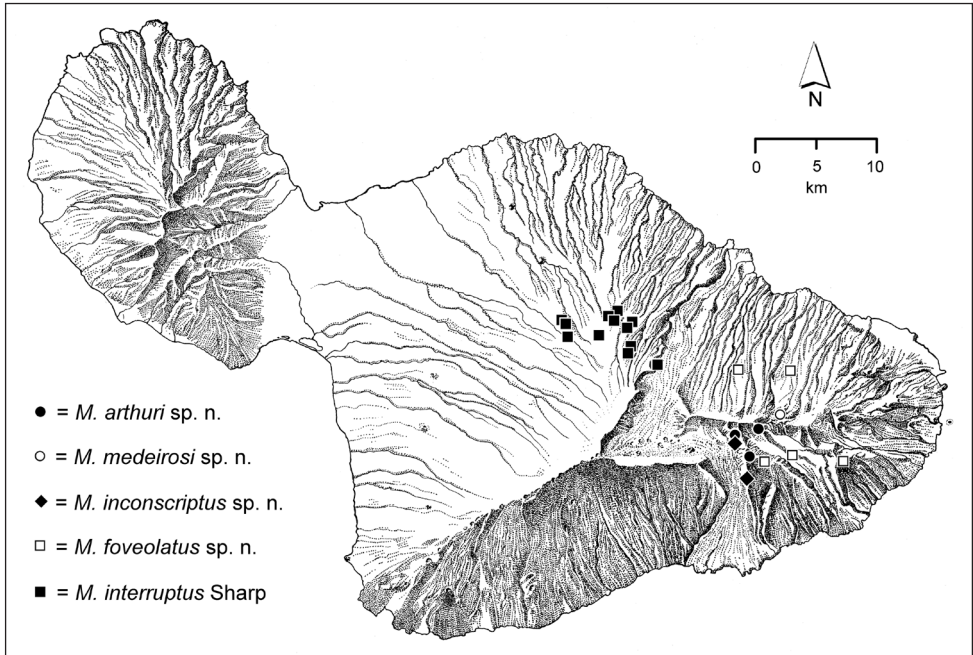 N
0 5 10
km
● = M. arthuri sp. n.
○ = M. medeirosi sp. n.
◆ = M. inconscriptus sp. n.
□ = M. foveolatus sp. n.
■ = M. interruptus Sharp